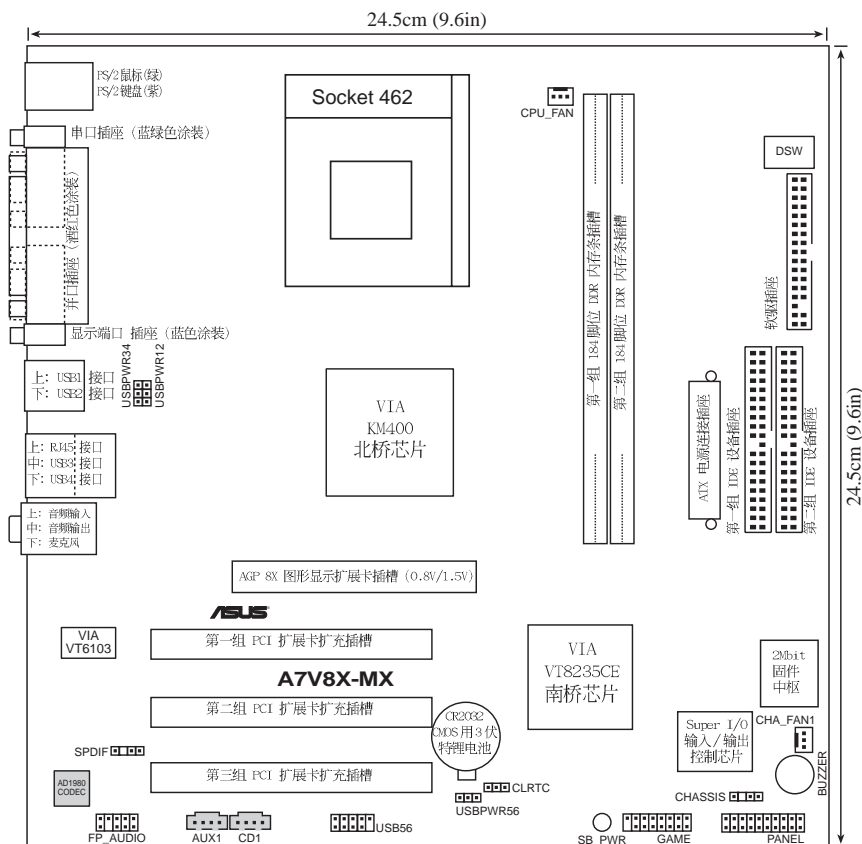 24.5cm (9.6in)
PS/2鼠标(绿)
PS/2键盘(紫)
Socket 462
CPU_FAN
串口插座 (蓝绿色涂装)
DSW
并口插座 (酒红色涂装)
第一组 184 脚位 DDR 内存条插槽
第二组 184 脚位 DDR 内存条插槽
软驱插座
显示端口 插座 (蓝色涂装)
上: USB1 接口
下: USB2 接口
USBPWR34
USBPWR12
VIA
KM400
北桥芯片
ATX 电源连接插座
第一组 IDE 设备插座
第二组 IDE 设备插座
24.5cm (9.6in)
上: RJ45 接口
中: USB3 接口
下: USB4 接口
上: 音频输入
中: 音频输出
下: 麦克风
AGP 8X 图形显示扩展卡插槽 (0.8V/1.5V)
ASUS
VIA
VT6103
第一组 PCI 扩展卡扩充插槽
A7V8X-MX
VIA
VT8235CE
南桥芯片
2Mbit
固件
中枢
第二组 PCI 扩展卡扩充插槽
CR2032
CMOS 用 3 伏
特锂电池
Super I/O
输入/输出
控制芯片
CHA_FAN1
SPDIF
第三组 PCI 扩展卡扩充插槽
CLRTC
USBPWR56
BUZZER
AD1980
CODEC
CHASSIS
FP_AUDIO
AUX1
CD1
USB56
SB_PWR
GAME
PANEL